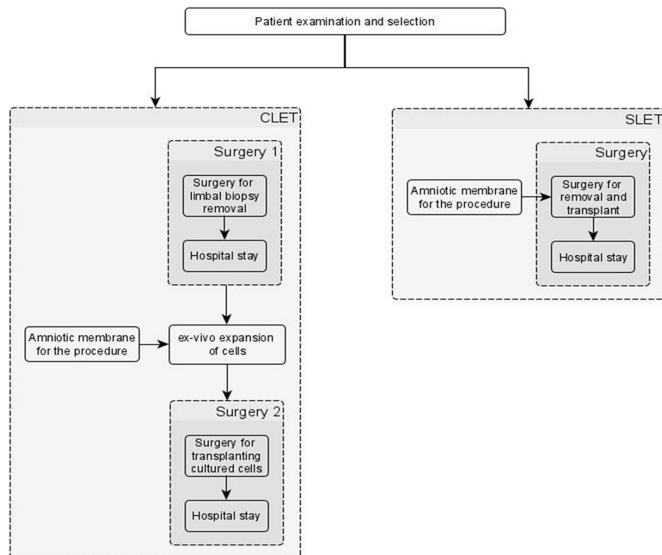 Patient examination and selection
CLET
Surgery 1
Surgery for
limbal biopsy
removal
Hospital stay
Amniotic membrane
for the procedure
ex-vivo expansion
of cells
Surgery 2
Surgery for
transplanting
cultured cells
Hospital stay
SLET
Surgery
Amniotic membrane
for the procedure
Surgery for
removal and
transplant
Hospital stay